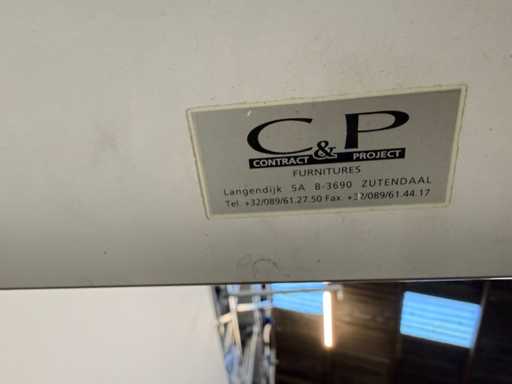 C&P
CONTRACT PROJECT
FURNITURES
Langendijk 5A B-3690 ZUTENDAAL
Tel. +32/089/61.27.50 Fax. +32/089/61.44.17